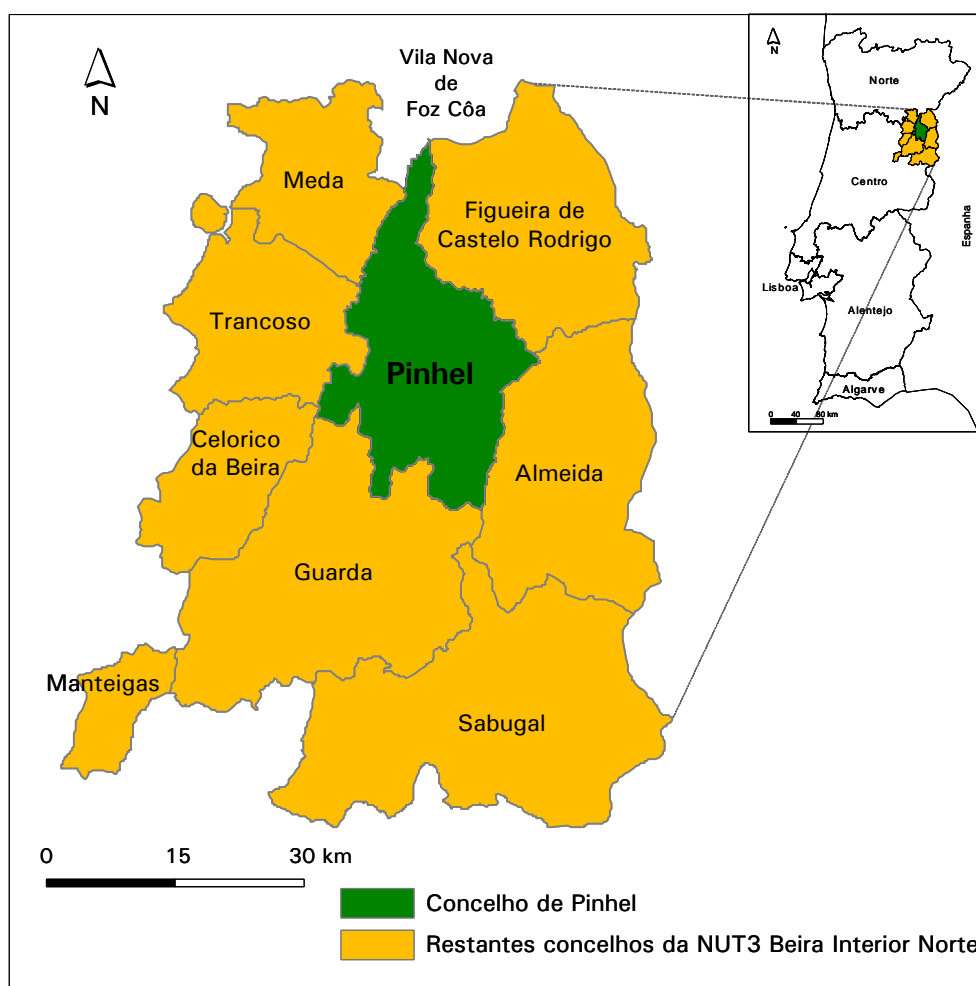 N
Vila Nova
de
Foz Côa
Meda
Figueira de
Castelo Rodrigo
Trancoso
Pinhel
Celorico
da Beira
Almeida
Guarda
Manteigas
Sabugal
0 15 30 km
Concelho de Pinhel
Restantes concelhos da NUT3 Beira Interior Norte
N
Norte
Centro
Espanha
Lisboa
Alentejo
Algarve
0 40 80 km